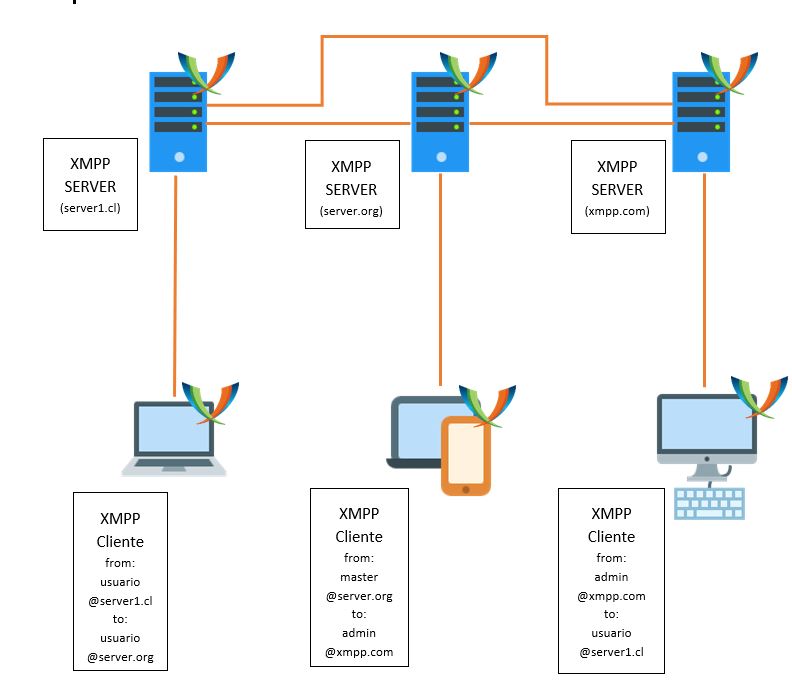 XMPP
SERVER
(server1.cl)
XMPP
SERVER
(server.org)
XMPP
SERVER
(xmpp.com)
XMPP
Cliente
from:
usuario
@server1.cl
to:
usuario
@server.org
XMPP
Cliente
from:
master
@server.org
to:
admin
@xmpp.com
XMPP
Cliente
from:
admin
@xmpp.com
to:
usuario
@server1.cl